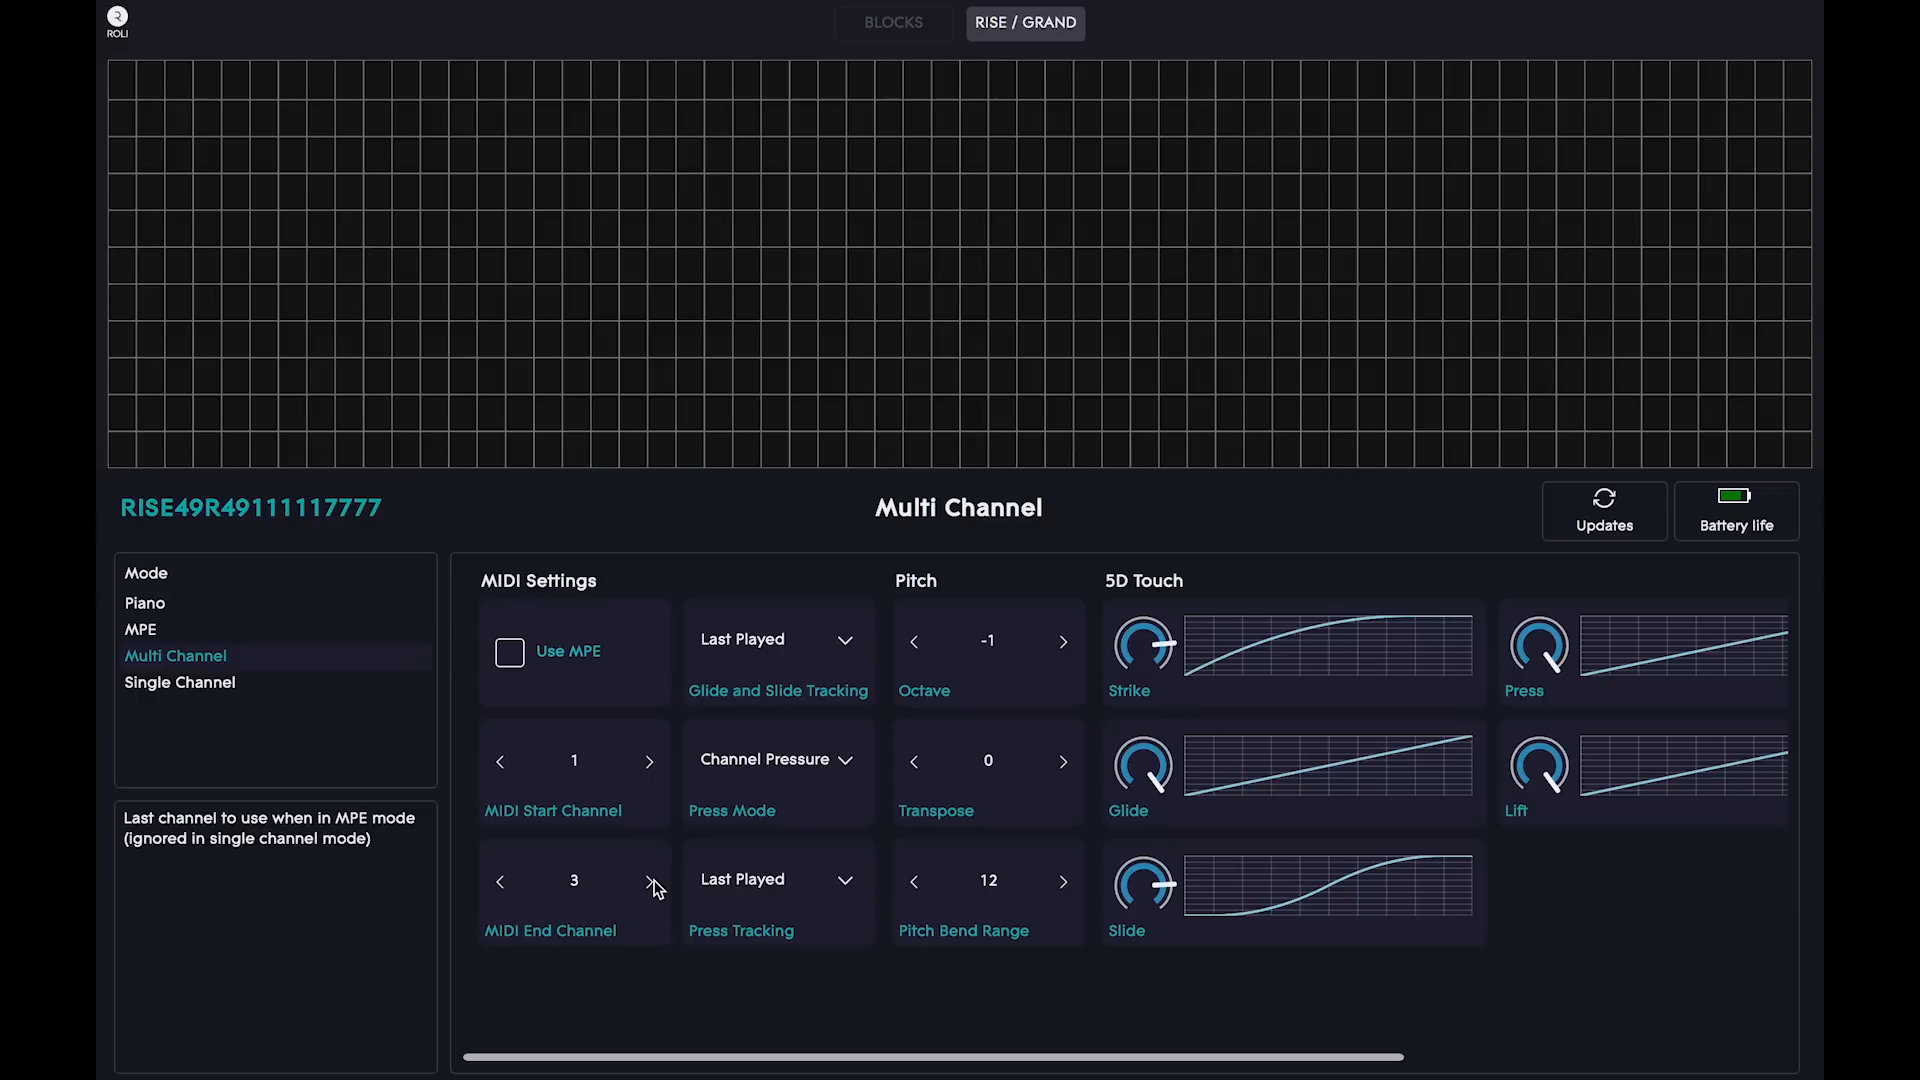 ROLI
BLOCKS
RISE / GRAND
RISE49R49111117777
Multi Channel
Updates
Battery life
Mode
Piano
MPE
Multi Channel
Single Channel
Last channel to use when in MPE mode
(ignored in single channel mode)
MIDI Settings
Pitch
5D Touch
Use MPE
Last Played
Glide and Slide Tracking
-1
Octave
Strike
Press
1
MIDI Start Channel
Channel Pressure
Press Mode
0
Transpose
Glide
Lift
3
MIDI End Channel
Last Played
Press Tracking
12
Pitch Bend Range
Slide